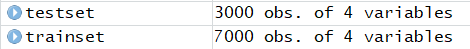 testset 3000 obs. of 4 variables
trainset 7000 obs. of 4 variables